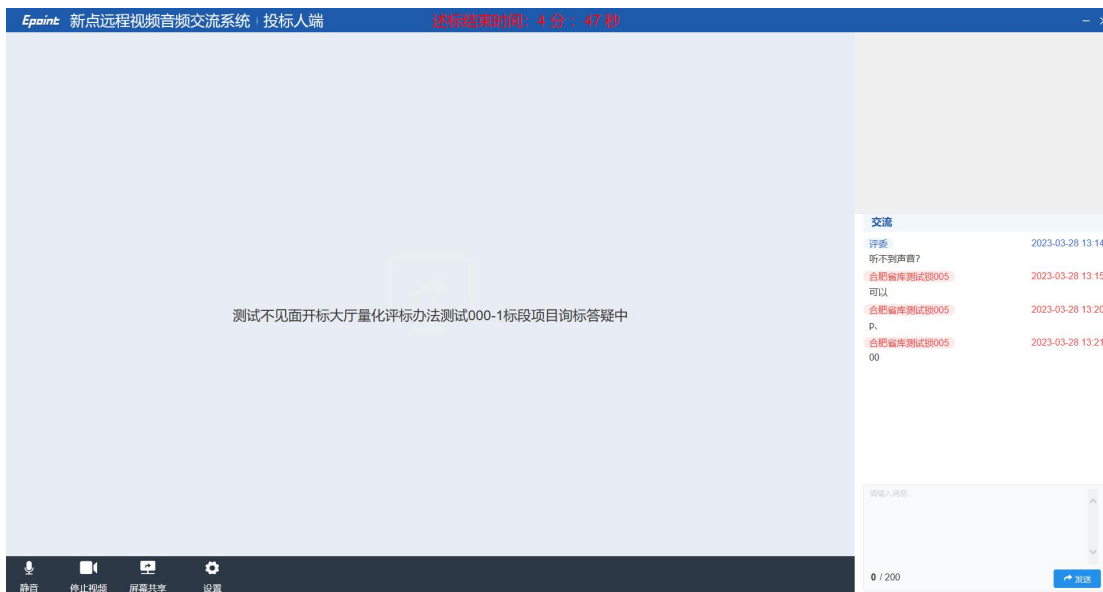 Epoint 新点远程视频音频交流系统 | 投标人端
述标结束时间：4 分 ：47 秒
交流
评委 2023-03-28 13:14
听不到声音?
合肥省库测试锁005 2023-03-28 13:15
可以
合肥省库测试锁005 2023-03-28 13:20
p、
合肥省库测试锁005 2023-03-28 13:21
00
测试不见面开标大厅量化评标办法测试000-1标段项目询标答疑中
请输入消息..
0 / 200
发送
静音
停止视频
屏幕共享
设置